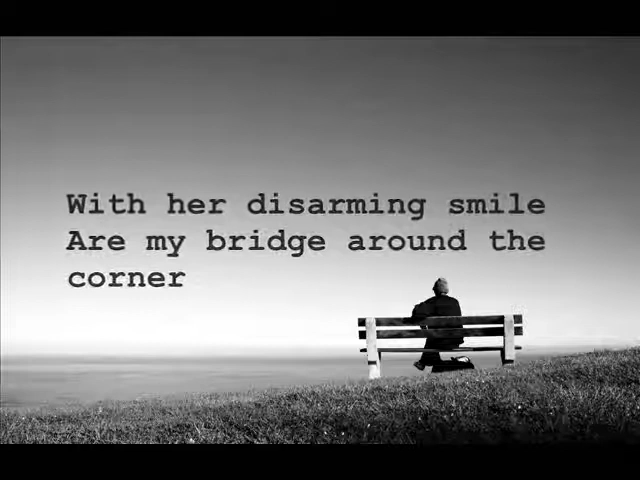 With her disarming smile
Are my bridge around the
corner